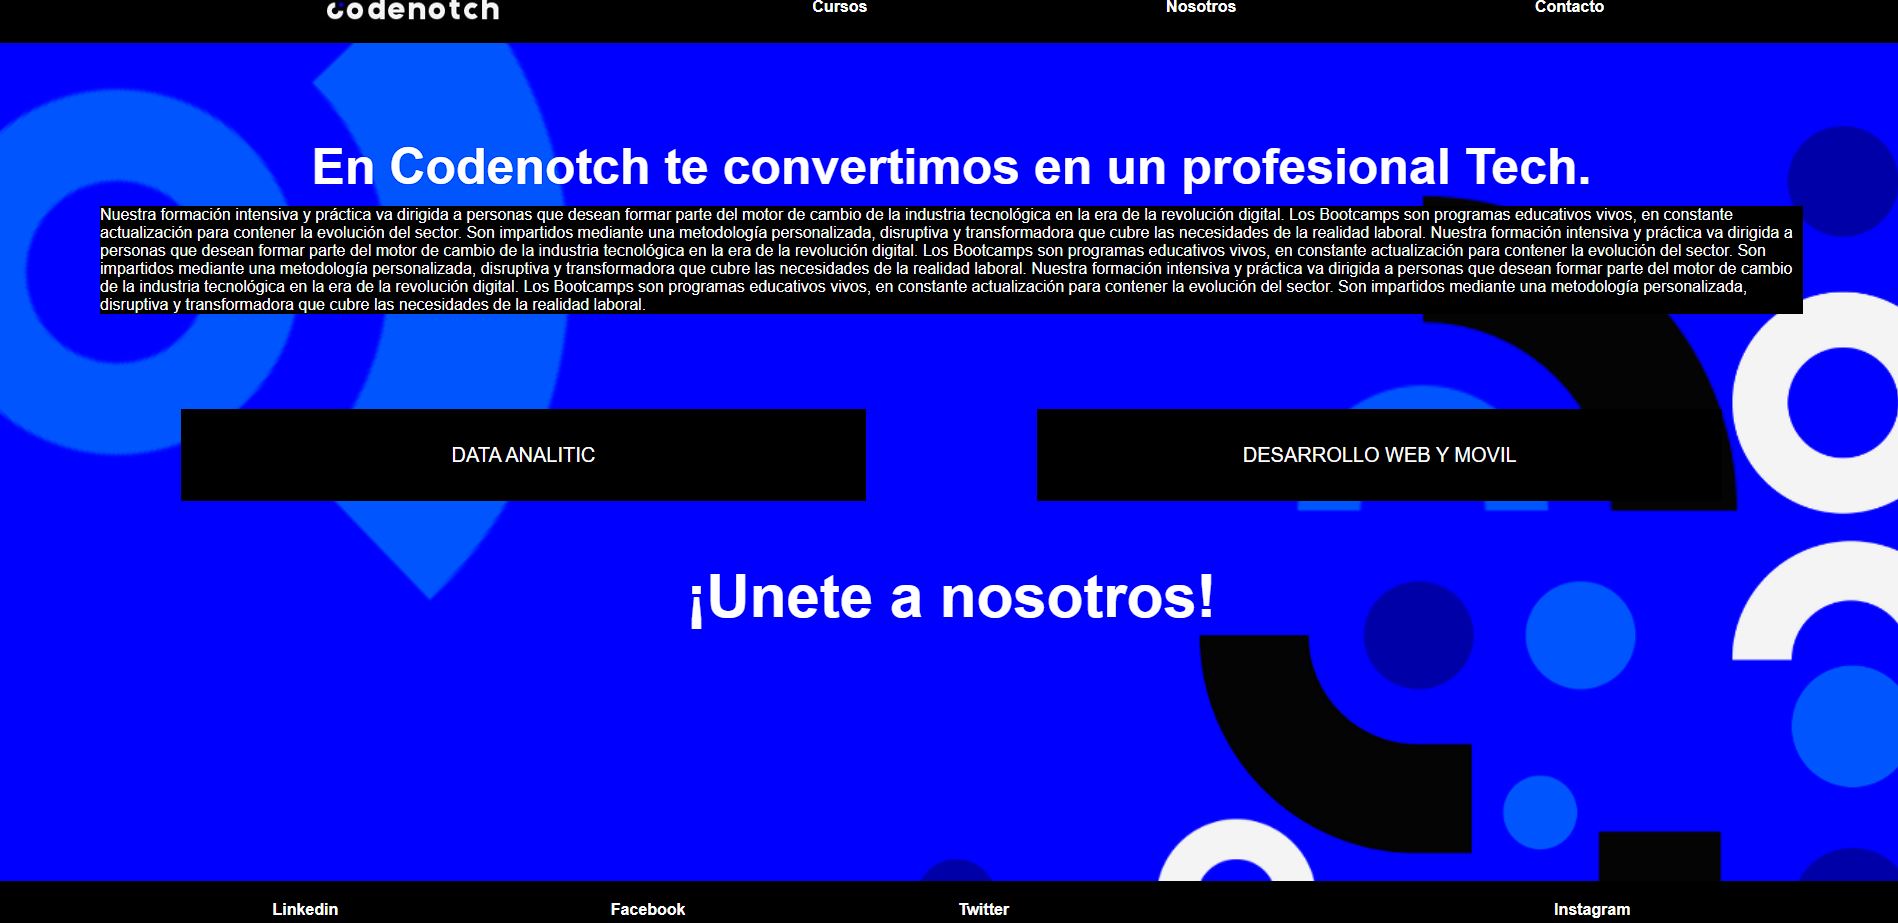 codenotch
Cursos
Nosotros
Contacto
En Codenotch te convertimos en un profesional Tech.
Nuestra formación intensiva y práctica va dirigida a personas que desean formar parte del motor de cambio de la industria tecnológica en la era de la revolución digital. Los Bootcamps son programas educativos vivos, en constante
actualización para contener la evolución del sector. Son impartidos mediante una metodología personalizada, disruptiva y transformadora que cubre las necesidades de la realidad laboral. Nuestra formación intensiva y práctica va dirigida a
personas que desean formar parte del motor de cambio de la industria tecnológica en la era de la revolución digital. Los Bootcamps son programas educativos vivos, en constante actualización para contener la evolución del sector. Son
impartidos mediante una metodología personalizada, disruptiva y transformadora que cubre las necesidades de la realidad laboral. Nuestra formación intensiva y práctica va dirigida a personas que desean formar parte del motor de cambio
de la industria tecnológica en la era de la revolución digital. Los Bootcamps son programas educativos vivos, en constante actualización para contener la evolución del sector. Son impartidos mediante una metodología personalizada,
disruptiva y transformadora que cubre las necesidades de la realidad laboral.
DATA ANALITIC
DESARROLLO WEB Y MOVIL
¡Unete a nosotros!
Linkedin
Facebook
Twitter
Instagram